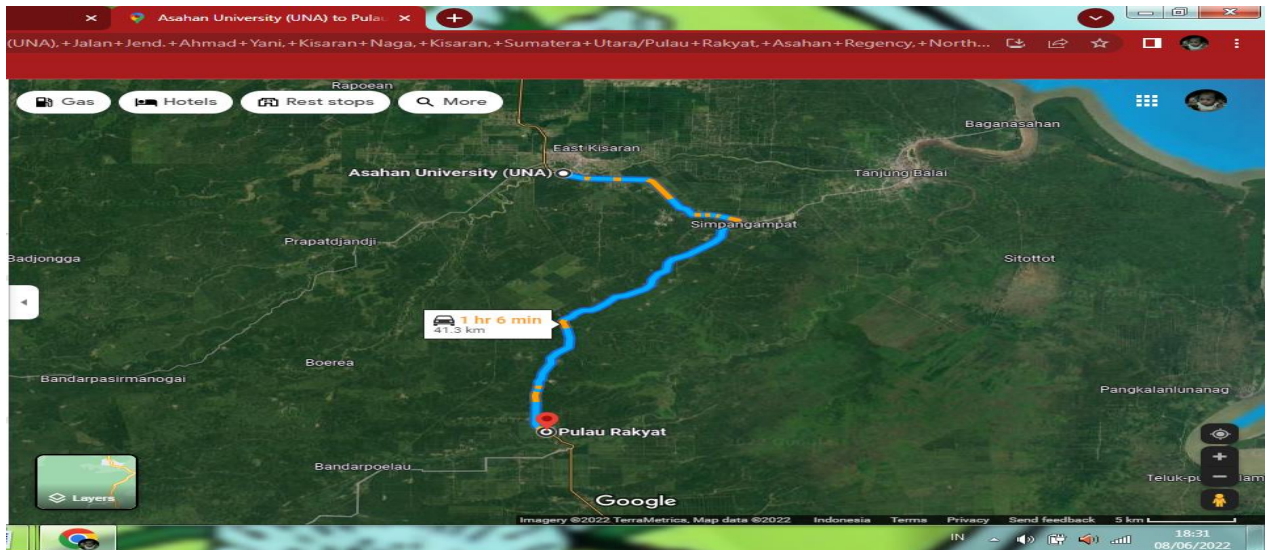 Asahan University (UNA) to Pula
(UNA),+Jalan+Jend.+Ahmad+Yani,+Kisaran+Naga,+Kisaran,+Sumatera+Utara/Pulau+Rakyat,+Asahan+Regency,+North...
Gas
Hotels
Rest stops
More
Rapoean
Baganasahan
East Kisaran
Asahan University (UNA)
Tanjung Balai
Simpangampat
Prapatdjandji
Badjongga
Sitottot
1 hr 6 min
41.3 km
Boerea
Bandarpasirmanogai
Pangkalanlunanag
Pulau Rakyat
Bandarpoelau
Layers
Google
Imagery ©2022 TerraMetrics, Map data ©2022 Indonesia Terms Privacy Send feedback 5 km
IN
18:31
08/06/2022